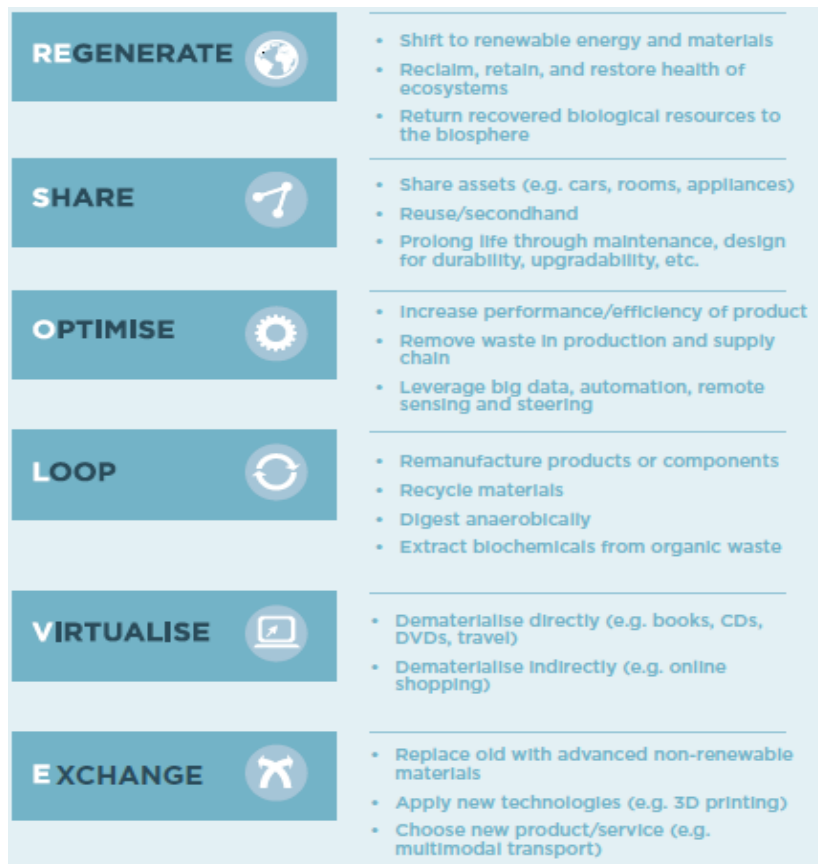 REGENERATE
• Shift to renewable energy and materials
• Reclaim, retain, and restore health of
ecosystems
• Return recovered biological resources to
the biosphere
SHARE
• Share assets (e.g. cars, rooms, appliances)
• Reuse/secondhand
• Prolong life through maintenance, design
for durability, upgradability, etc.
OPTIMISE
• Increase performance/efficiency of product
• Remove waste in production and supply
chain
• Leverage big data, automation, remote
sensing and steering
LOOP
• Remanufacture products or components
• Recycle materials
• Digest anaerobically
• Extract biochemicals from organic waste
VIRTUALISE
• Dematerialise directly (e.g. books, CDs,
DVDs, travel)
• Dematerialise indirectly (e.g. online
shopping)
EXCHANGE
• Replace old with advanced non-renewable
materials
• Apply new technologies (e.g. 3D printing)
• Choose new product/service (e.g.
multimodal transport)